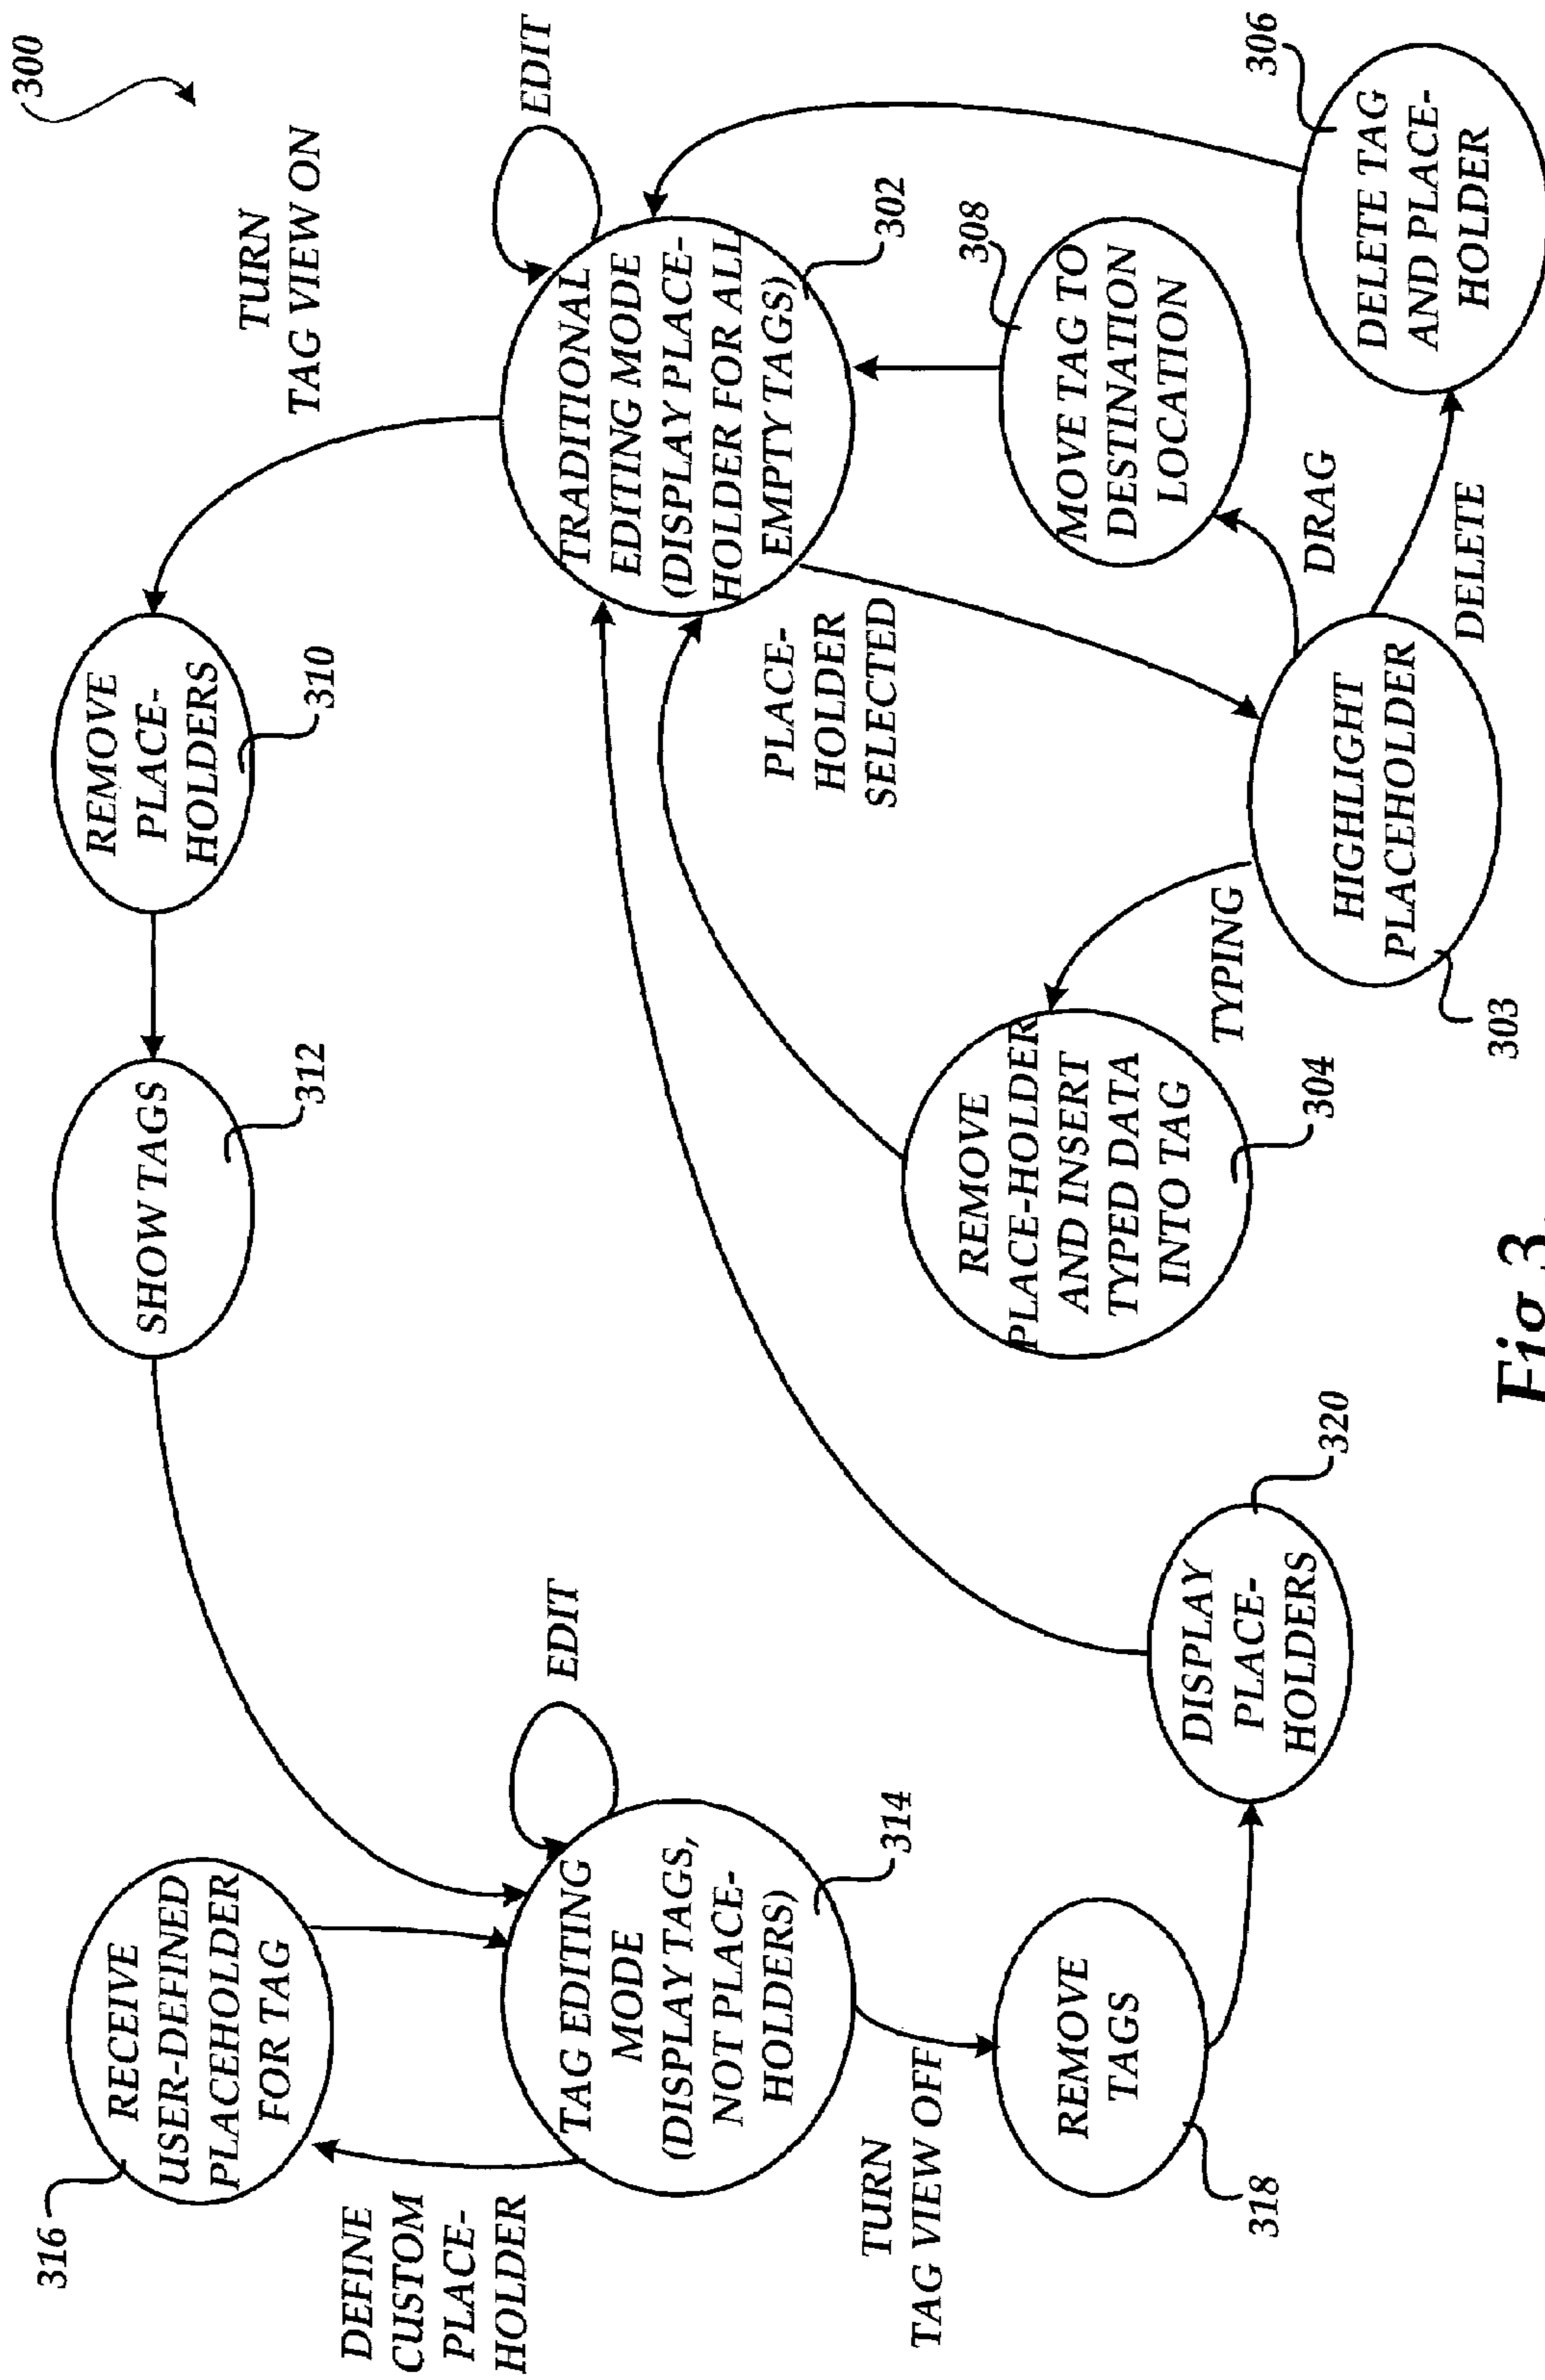 300
TURN
TAG VIEW ON
EDIT
REMOVE
PLACE-
HOLDERS
310
SHOW TAGS
312
RECEIVE
USER-DEFINED
PLACEHOLDER
FOR TAG
316
DEFINE
CUSTOM
PLACE-
HOLDER
EDIT
TAG EDITING
MODE
(DISPLAY TAGS,
NOT PLACE-
HOLDERS)
314
TURN
TAG VIEW OFF
REMOVE
TAGS
318
DISPLAY
PLACE-
HOLDERS
320
TRADITIONAL
EDITING MODE
(DISPLAY PLACE-
HOLDER FOR ALL
EMPTY TAGS)
302
PLACE-
HOLDER
SELECTED
REMOVE
PLACE-HOLDER
AND INSERT
TYPED DATA
INTO TAG
304
TYPING
HIGHLIGHT
PLACEHOLDER
303
DRAG
DELETE
308
MOVE TAG TO
DESTINATION
LOCATION
306
DELETE TAG
AND PLACE-
HOLDER
Fig.3.